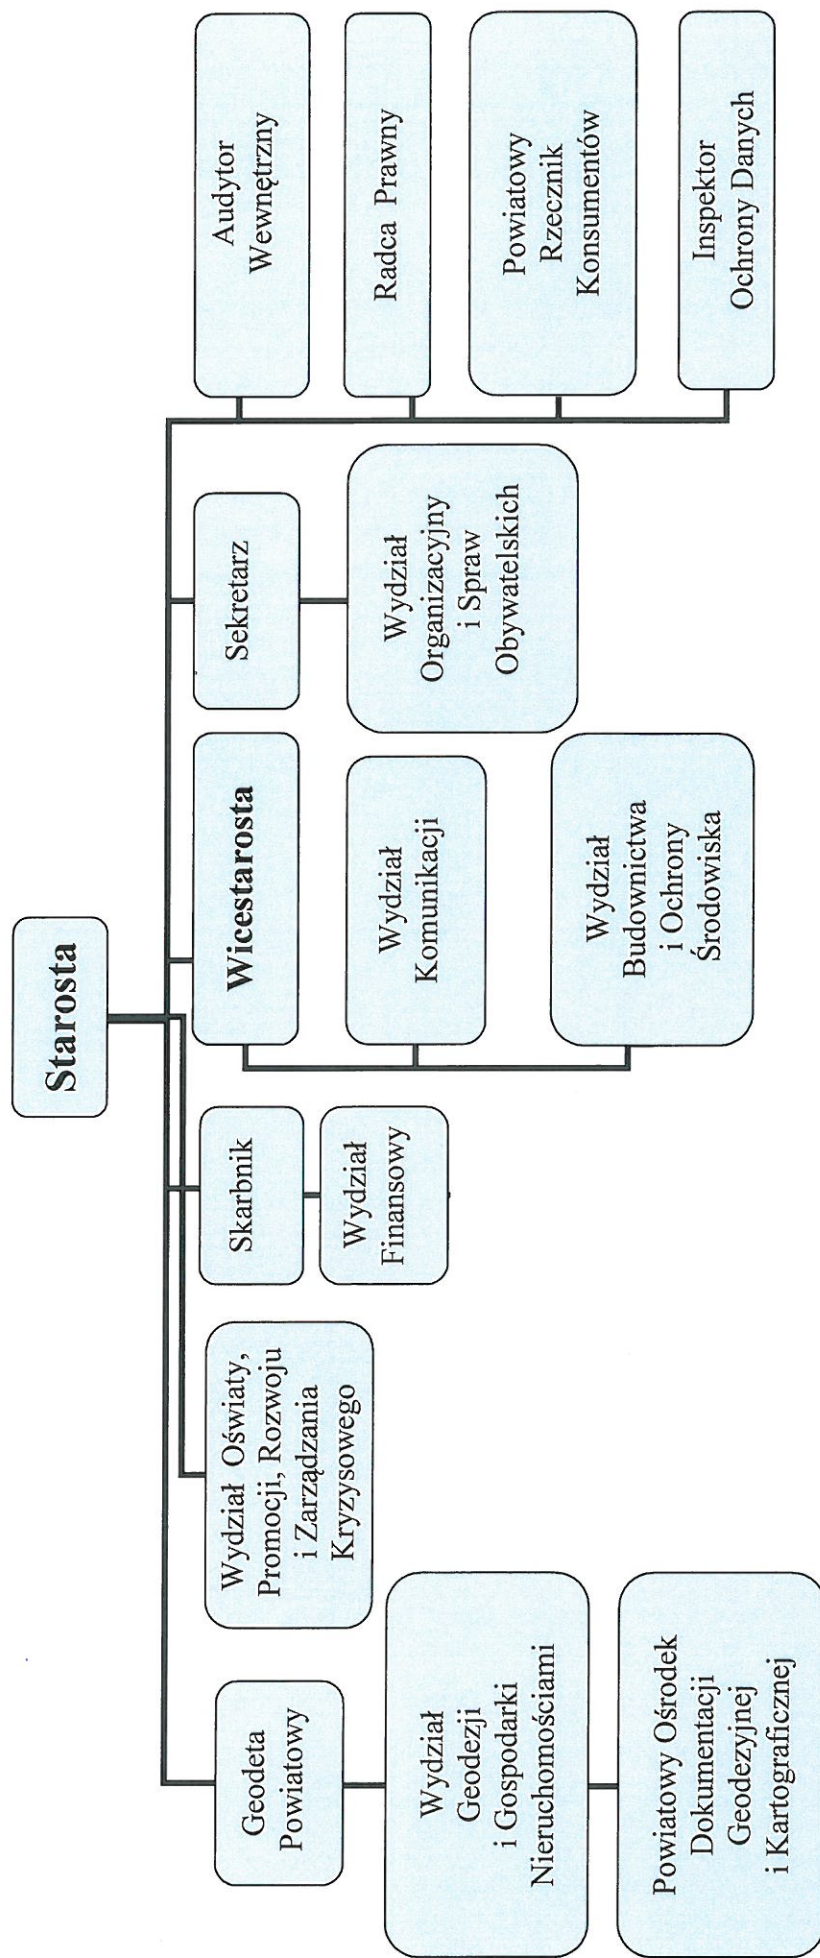 Starosta
Geodeta
Powiatowy
Wydział
Geodezji
i Gospodarki
Nieruchomościami
Powiatowy Ośrodek
Dokumentacji
Geodezyjnej
i Kartograficznej
Wydział Oświaty,
Promocji, Rozwoju
i Zarządzania
Kryzysowego
Skarbnik
Wydział
Finansowy
Wicestarosta
Wydział
Komunikacji
Wydział
Budownictwa
i Ochrony
Środowiska
Sekretarz
Wydział
Organizacyjny
i Spraw
Obywatelskich
Audytor
Wewnętrzny
Radca Prawny
Powiatowy
Rzecznik
Konsumentów
Inspektor
Ochrony Danych